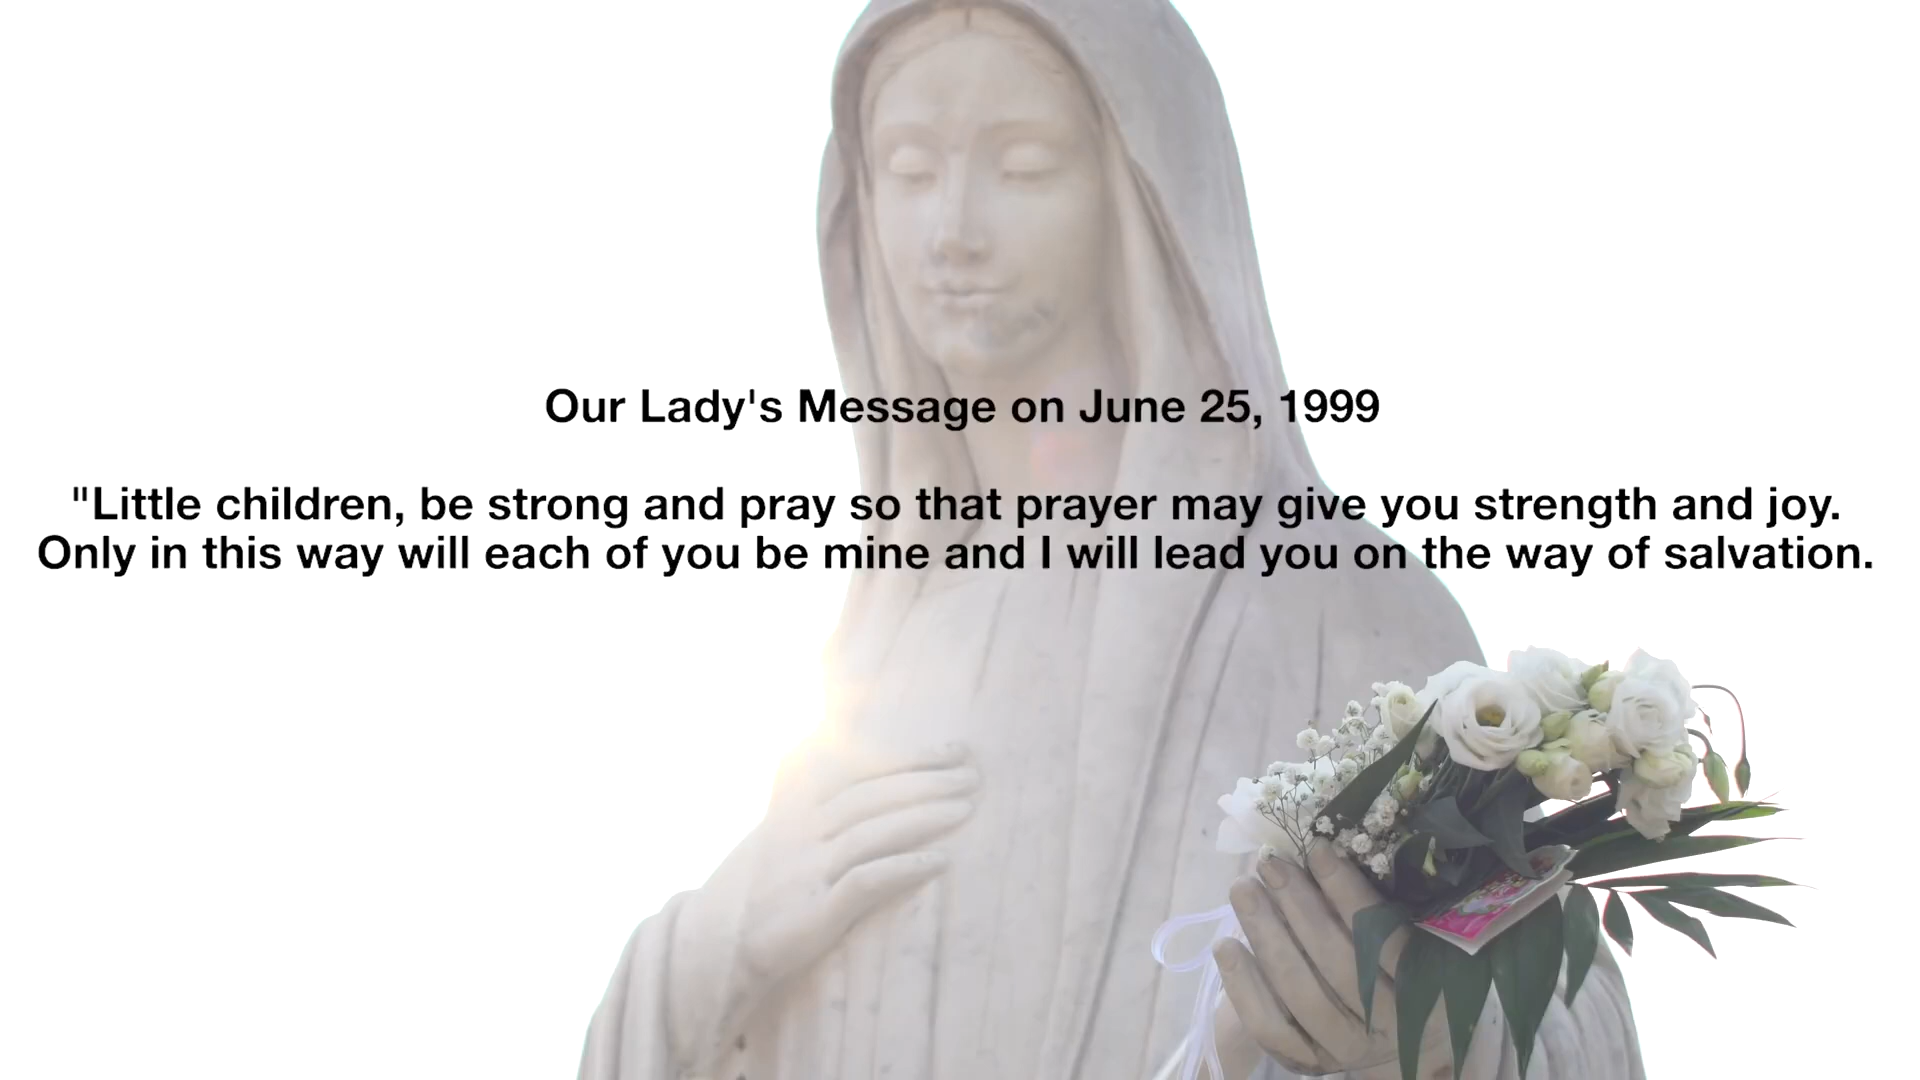 Our Lady's Message on June 25, 1999
"Little children, be strong and pray so that prayer may give you strength and joy.
Only in this way will each of you be mine and I will lead you on the way of salvation.